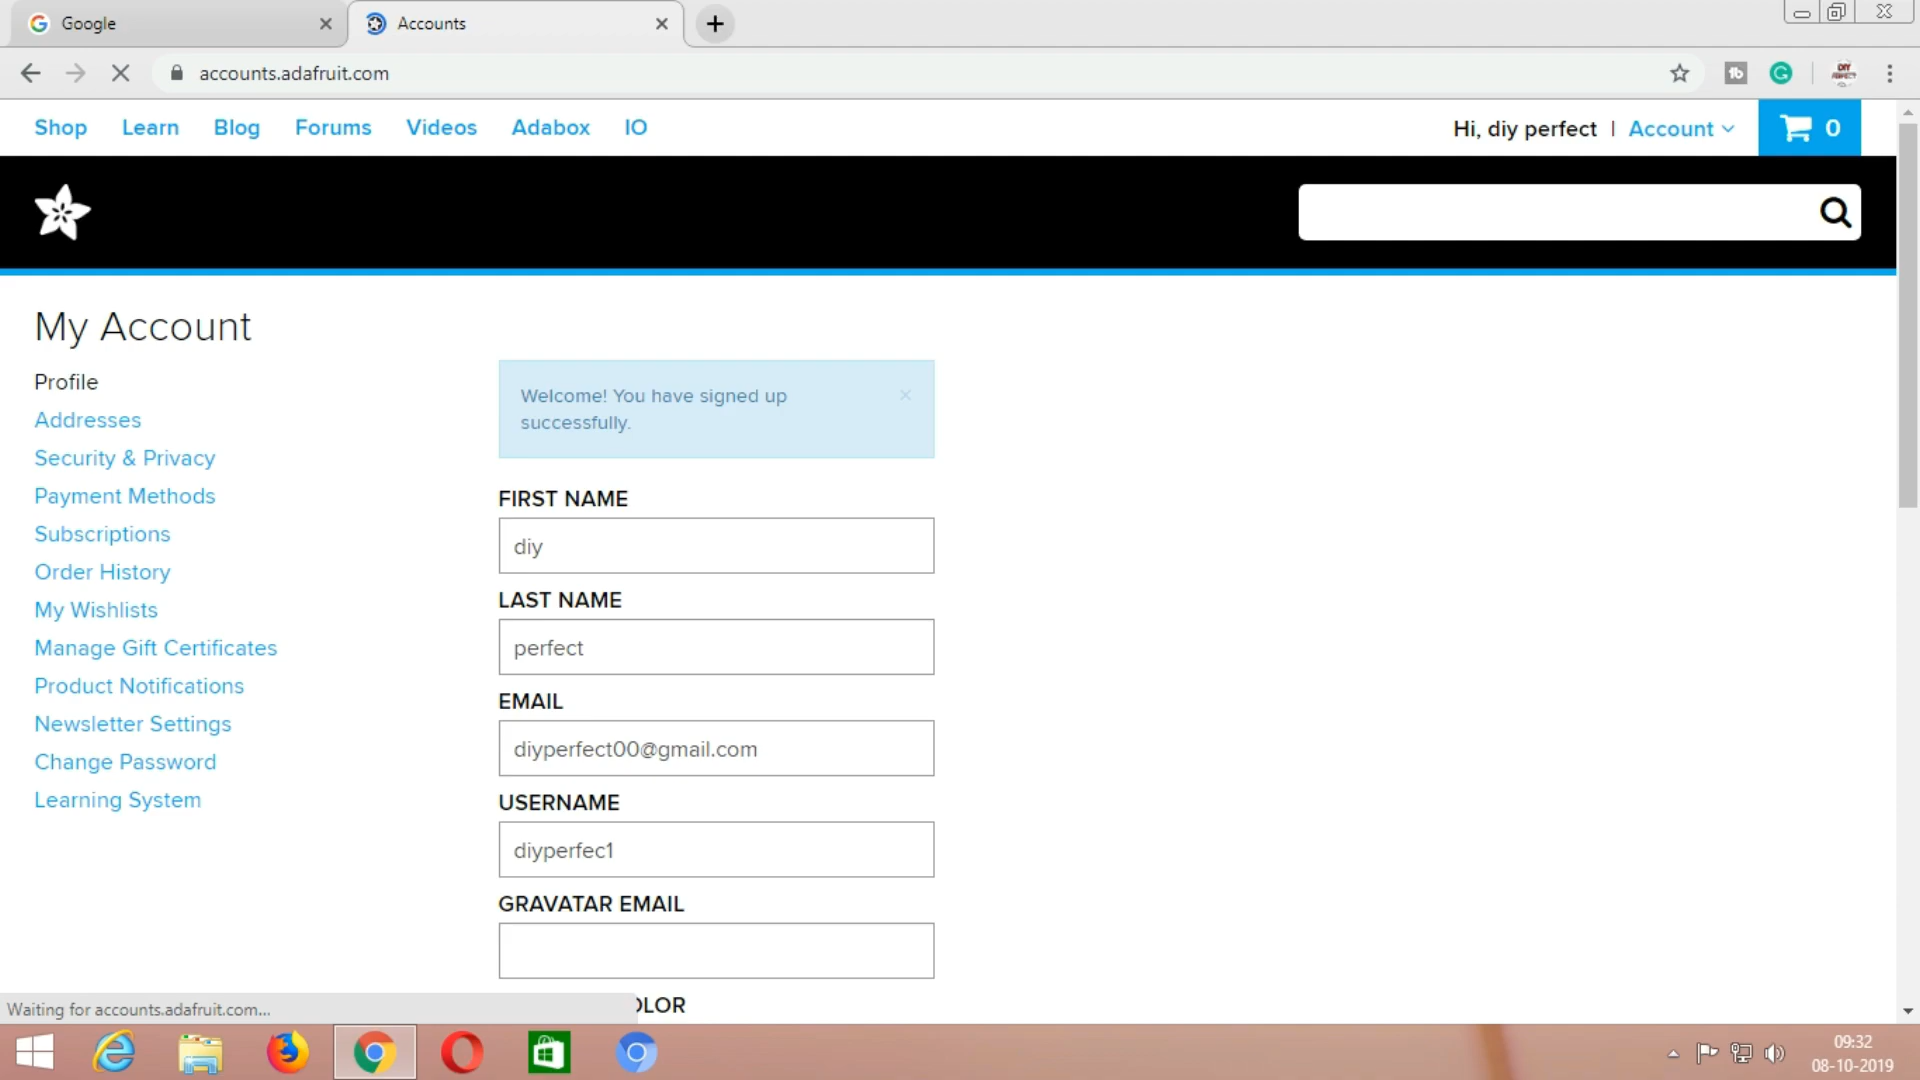 Google
Accounts
accounts.adafruit.com
Shop Learn Blog Forums Videos Adabox IO
Hi, diy perfect | Account
0
My Account
Profile
Addresses
Security & Privacy
Payment Methods
Subscriptions
Order History
My Wishlists
Manage Gift Certificates
Product Notifications
Newsletter Settings
Change Password
Learning System
Welcome! You have signed up
successfully.
FIRST NAME
diy
LAST NAME
perfect
EMAIL
diyperfect00@gmail.com
USERNAME
diyperfec1
GRAVATAR EMAIL
OLOR
Waiting for accounts.adafruit.com...
09:32
08-10-2019